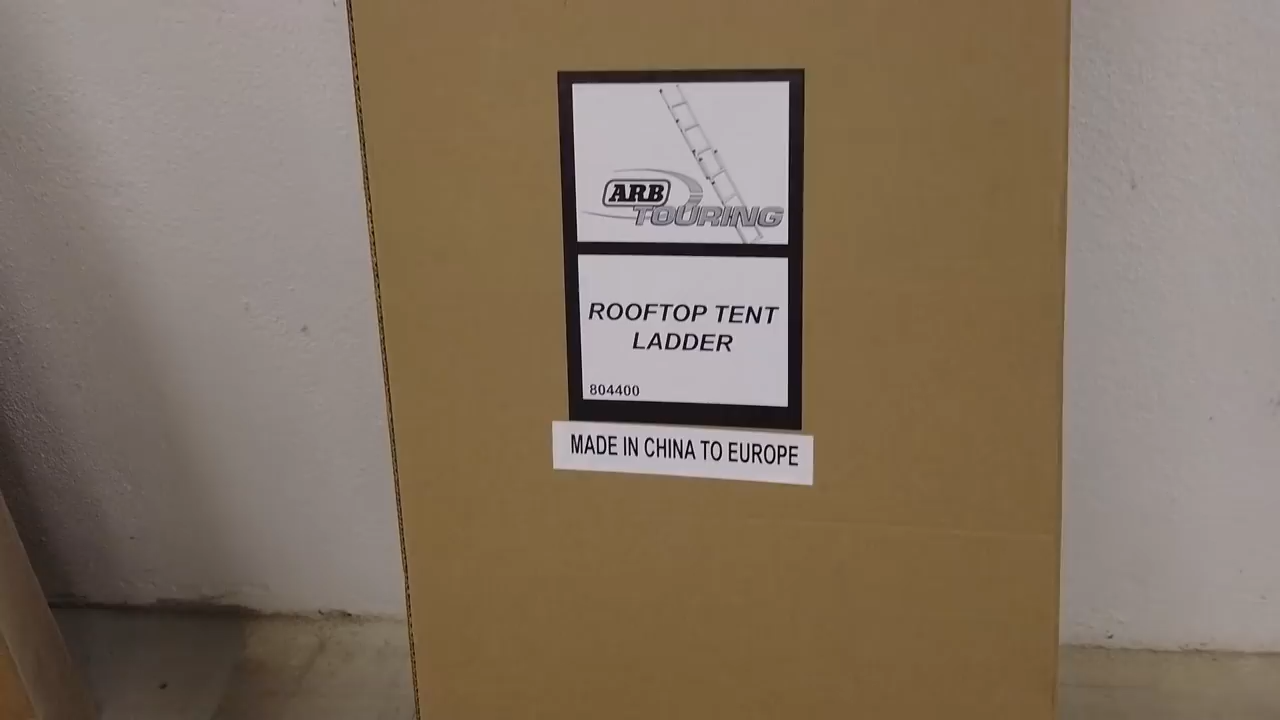 ARB
TOURING
ROOFTOP TENT
LADDER
804400
MADE IN CHINA TO EUROPE